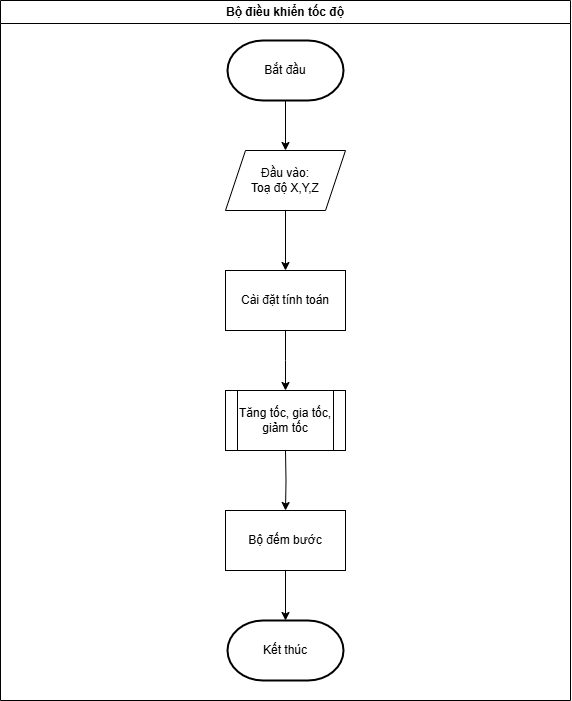 Bộ điều khiển tốc độ
Bắt đầu
Đầu vào:
Toạ độ X,Y,Z
Cài đặt tính toán
Tăng tốc, gia tốc,
giảm tốc
Bộ đếm bước
Kết thúc